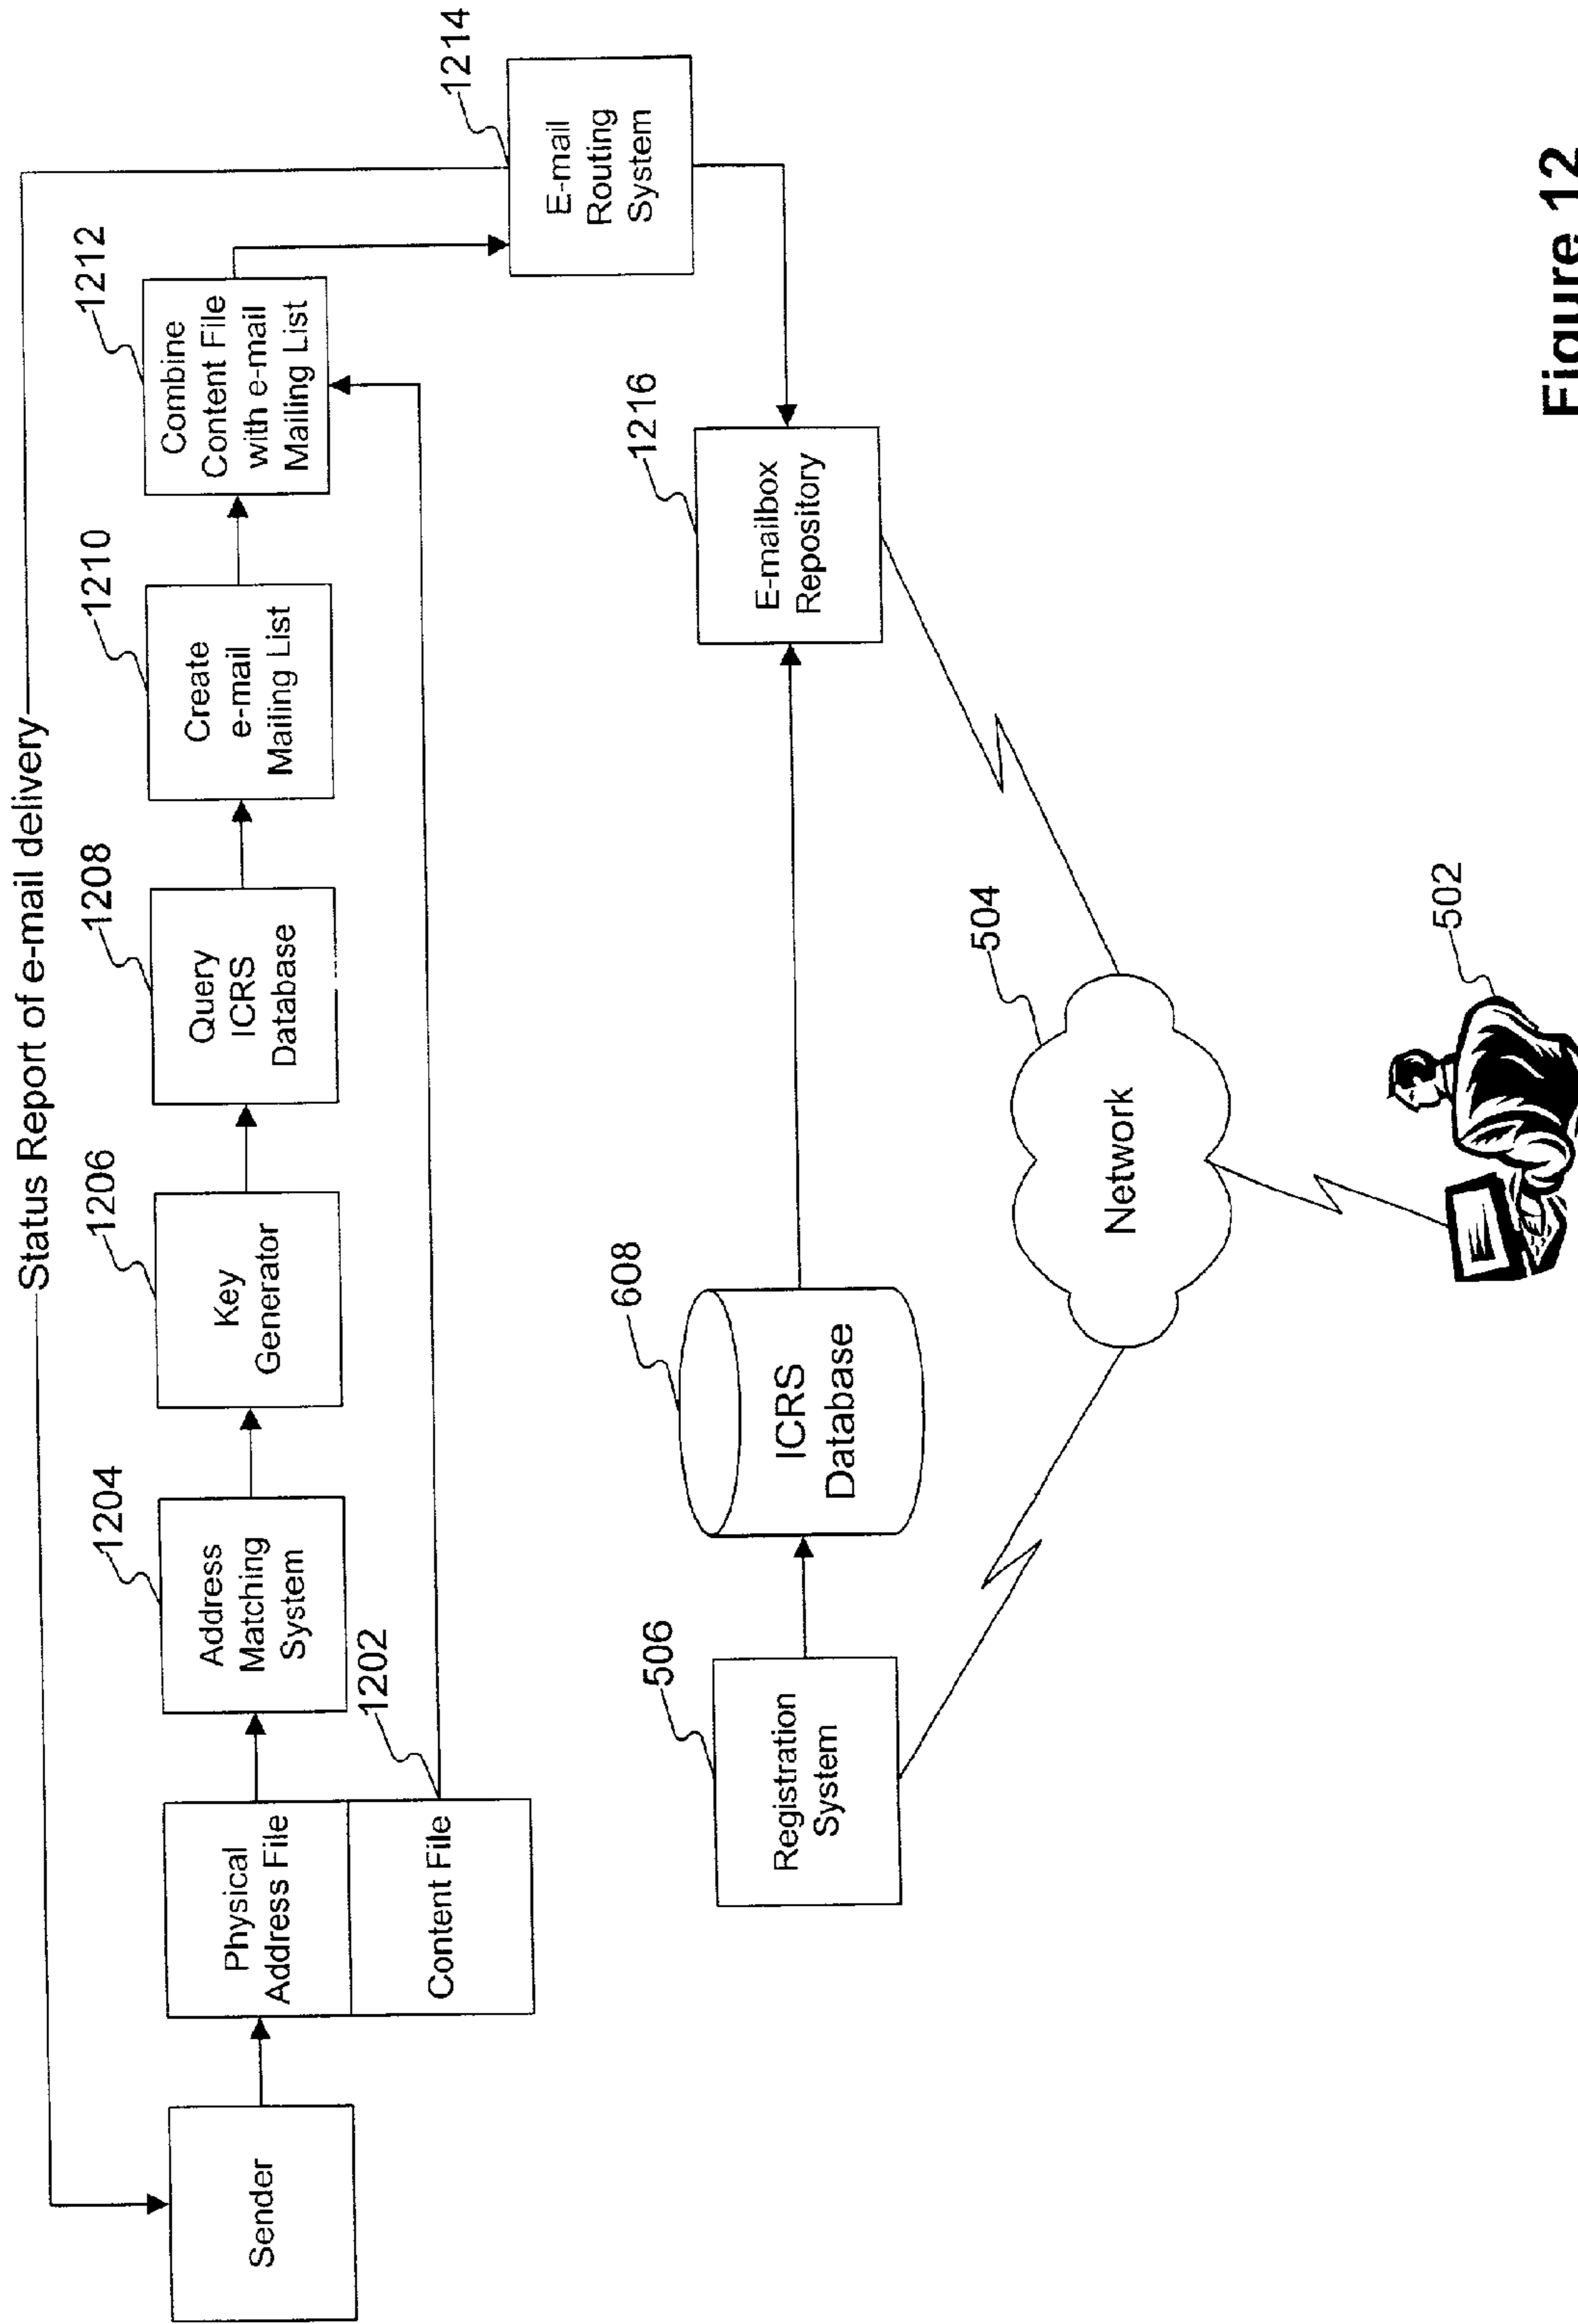 Status Report of e-mail delivery
Sender
Physical
Address File
Content File
1202
Address
Matching
System
1204
Key
Generator
1206
Query
ICRS
Database
1208
Create
e-mail
Mailing List
1210
Combine
Content File
with e-mail
Mailing List
1212
E-mail
Routing
System
1214
Registration
System
506
ICRS
Database
608
E-mailbox
Repository
1216
Network
504
502
Figure 12